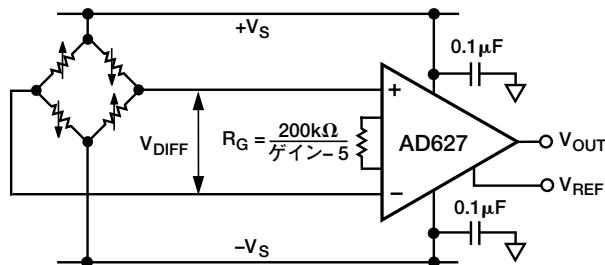 +VS
0.1μF
+
VDIFF
RG = 200kΩ
ゲイン– 5
AD627
VOUT
VREF
–
0.1μF
–VS